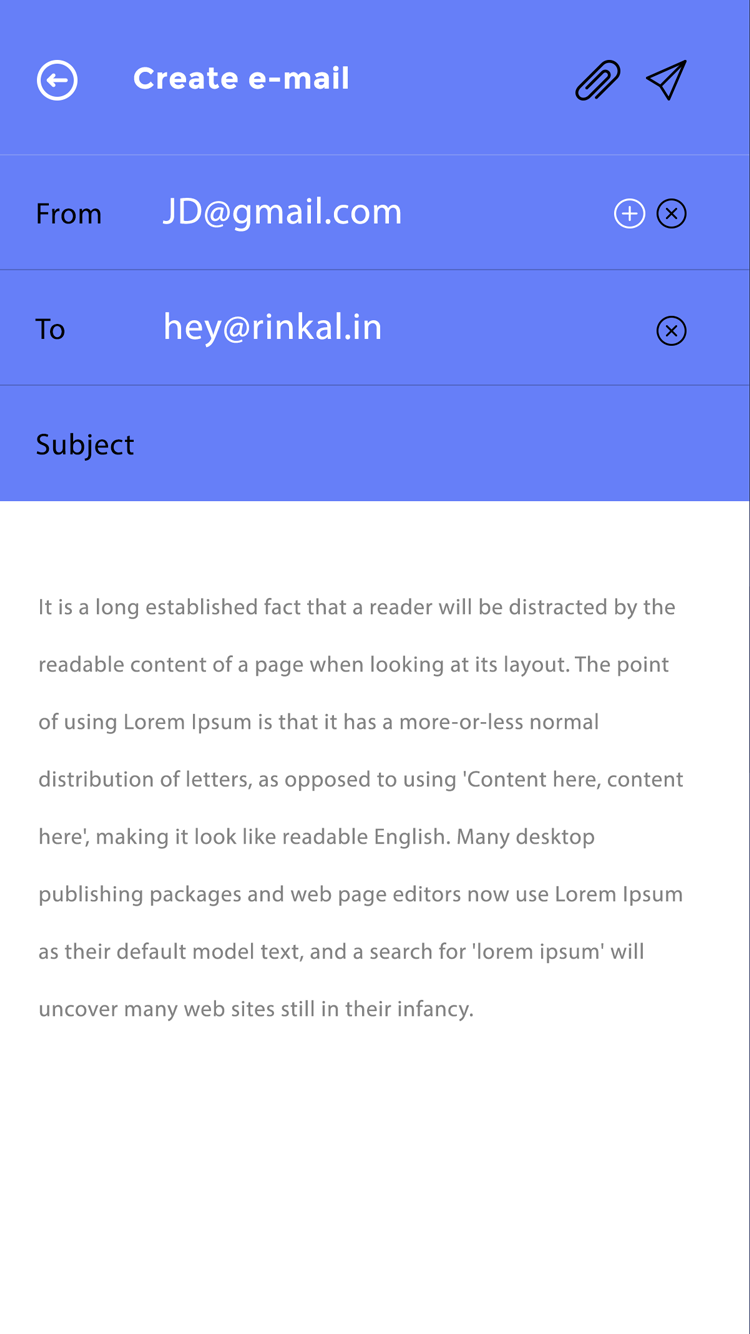 Create e-mail
From JD@gmail.com
To hey@rinkal.in
Subject
It is a long established fact that a reader will be distracted by the
readable content of a page when looking at its layout. The point
of using Lorem Ipsum is that it has a more-or-less normal
distribution of letters, as opposed to using 'Content here, content
here', making it look like readable English. Many desktop
publishing packages and web page editors now use Lorem Ipsum
as their default model text, and a search for 'lorem ipsum' will
uncover many web sites still in their infancy.